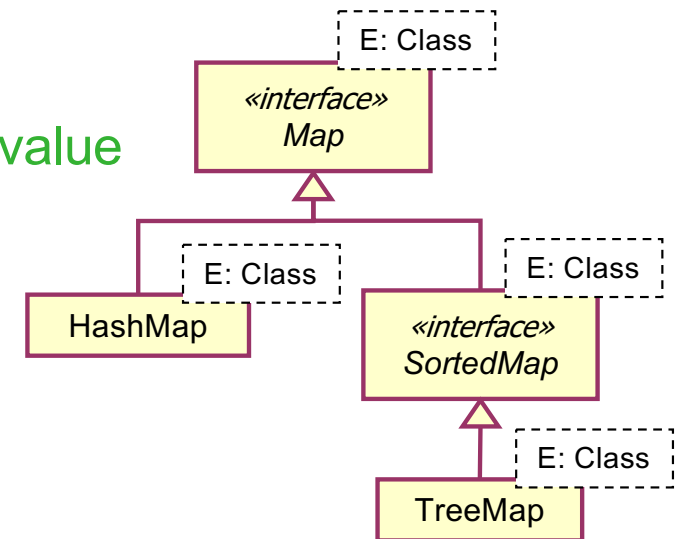 E: Class
«interface»
Map
value
E: Class
E: Class
HashMap
«interface»
SortedMap
E: Class
TreeMap